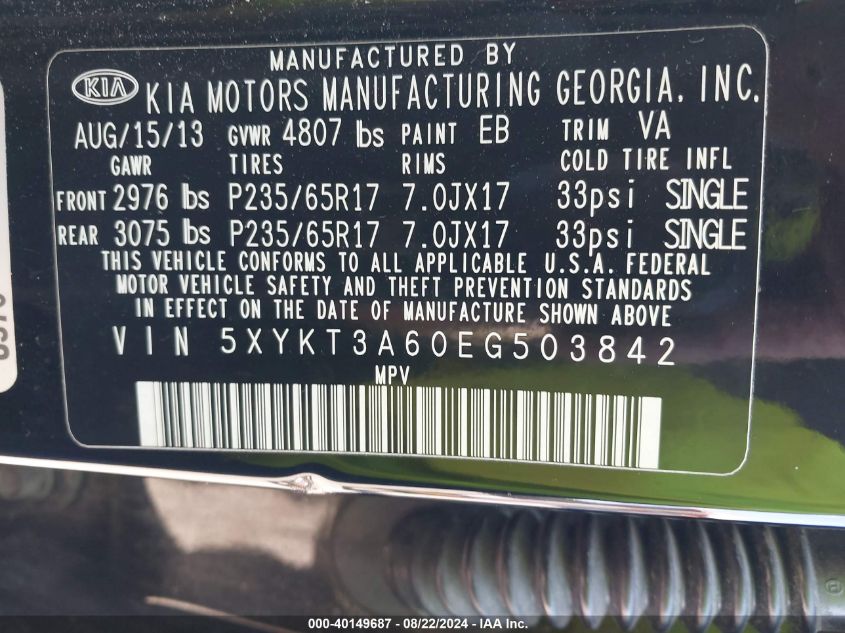 MANUFACTURED BY
KIA KIA MOTORS MANUFACTURING GEORGIA, INC.
AUG/15/13 GVWR 4807 lbs PAINT EB TRIM VA
GAWR TIRES RIMS COLD TIRE INFL
FRONT 2976 lbs P235/65R17 7.0JX17 33psi SINGLE
REAR 3075 lbs P235/65R17 7.0JX17 33psi SINGLE
THIS VEHICLE CONFORMS TO ALL APPLICABLE U.S.A. FEDERAL
MOTOR VEHICLE SAFETY AND THEFT PREVENTION STANDARDS
IN EFFECT ON THE DATE OF MANUFACTURE SHOWN ABOVE
VIN 5XYKT3A60EG503842
MPV
000-40149687 - 08/22/2024 - IAA Inc.